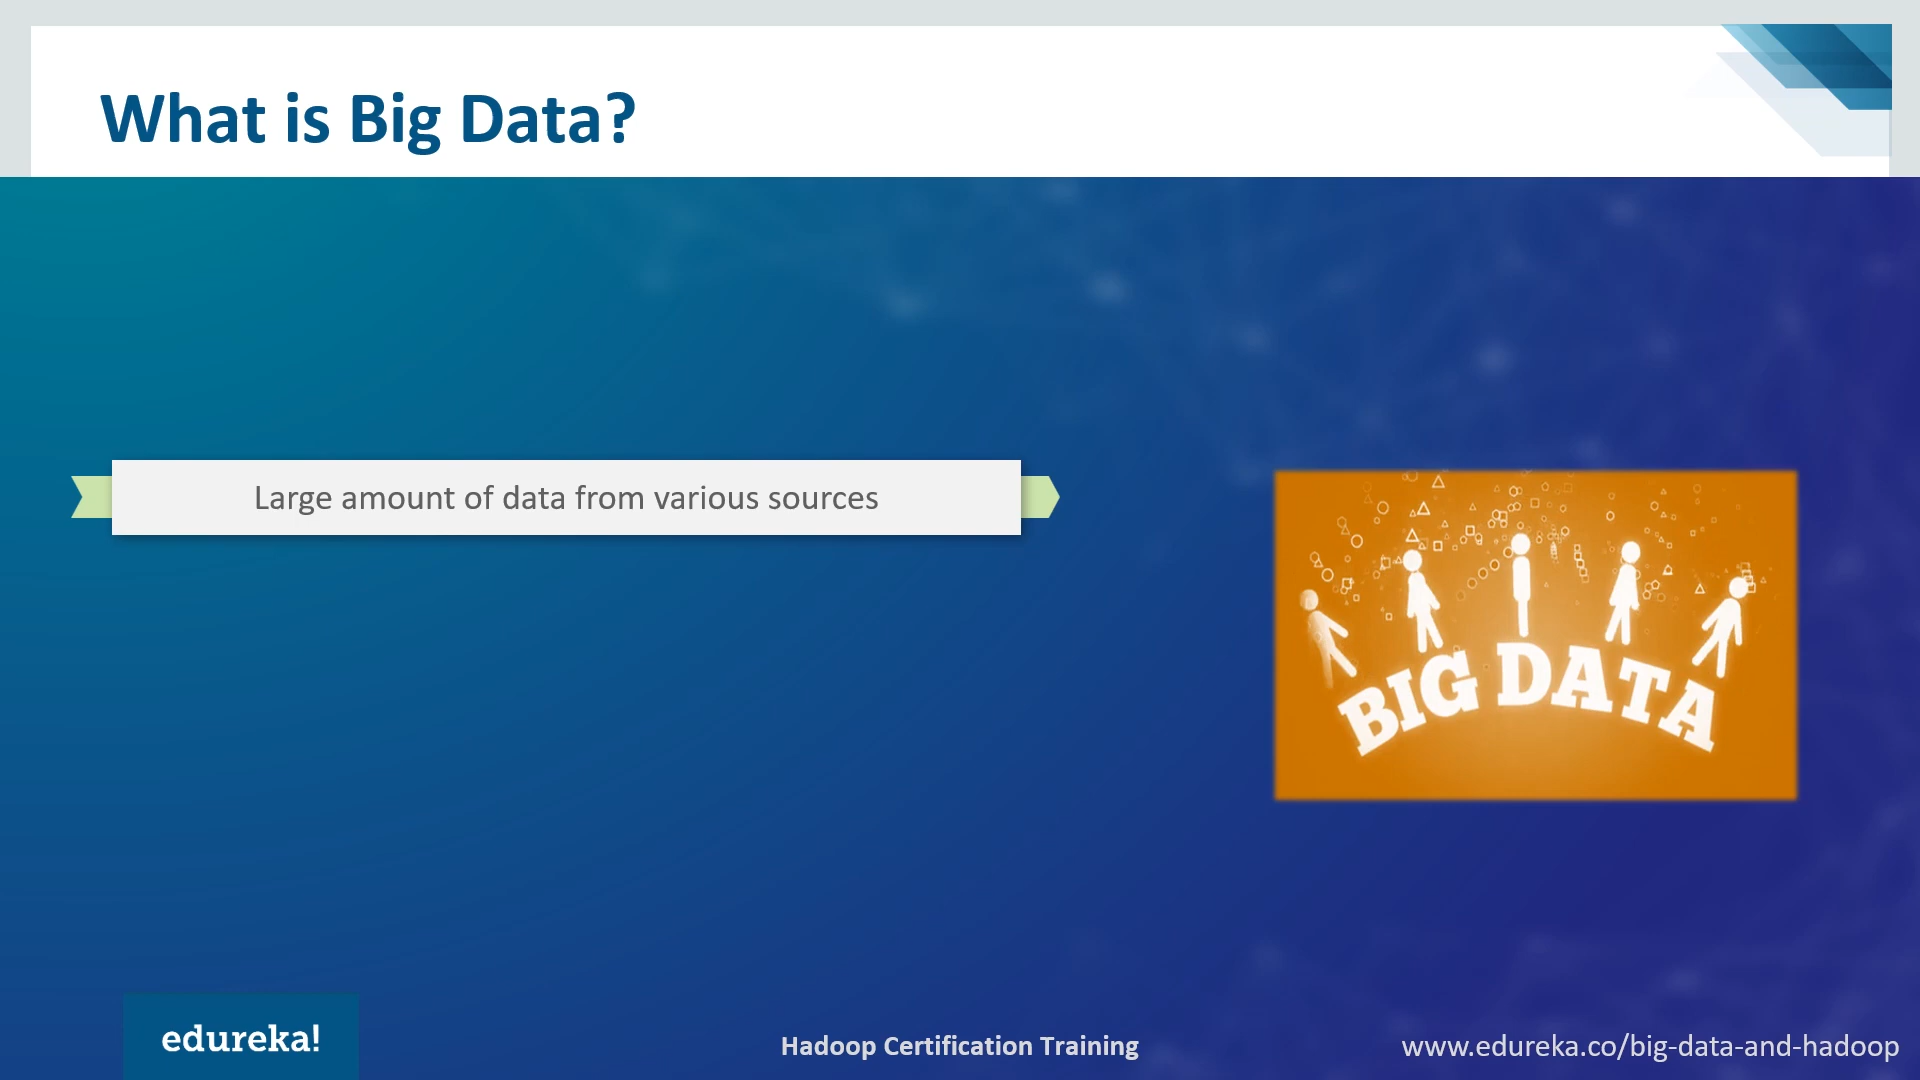 What is Big Data?
Large amount of data from various sources
BIG DATA
edureka!
Hadoop Certification Training
www.edureka.co/big-data-and-hadoop